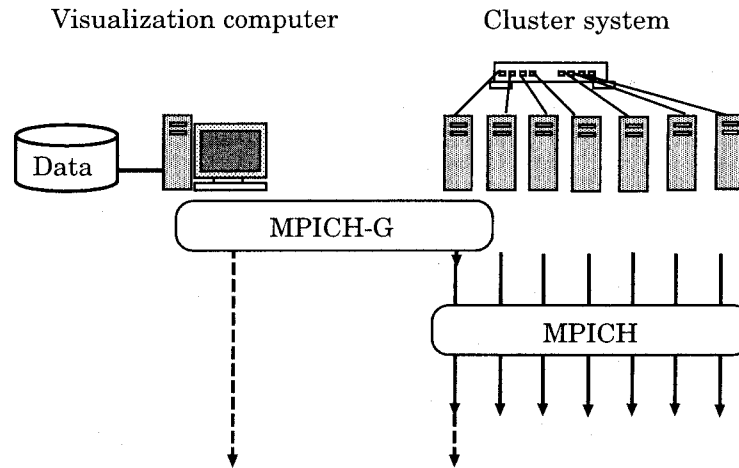 Visualization computer
Cluster system
Data
MPICH-G
MPICH